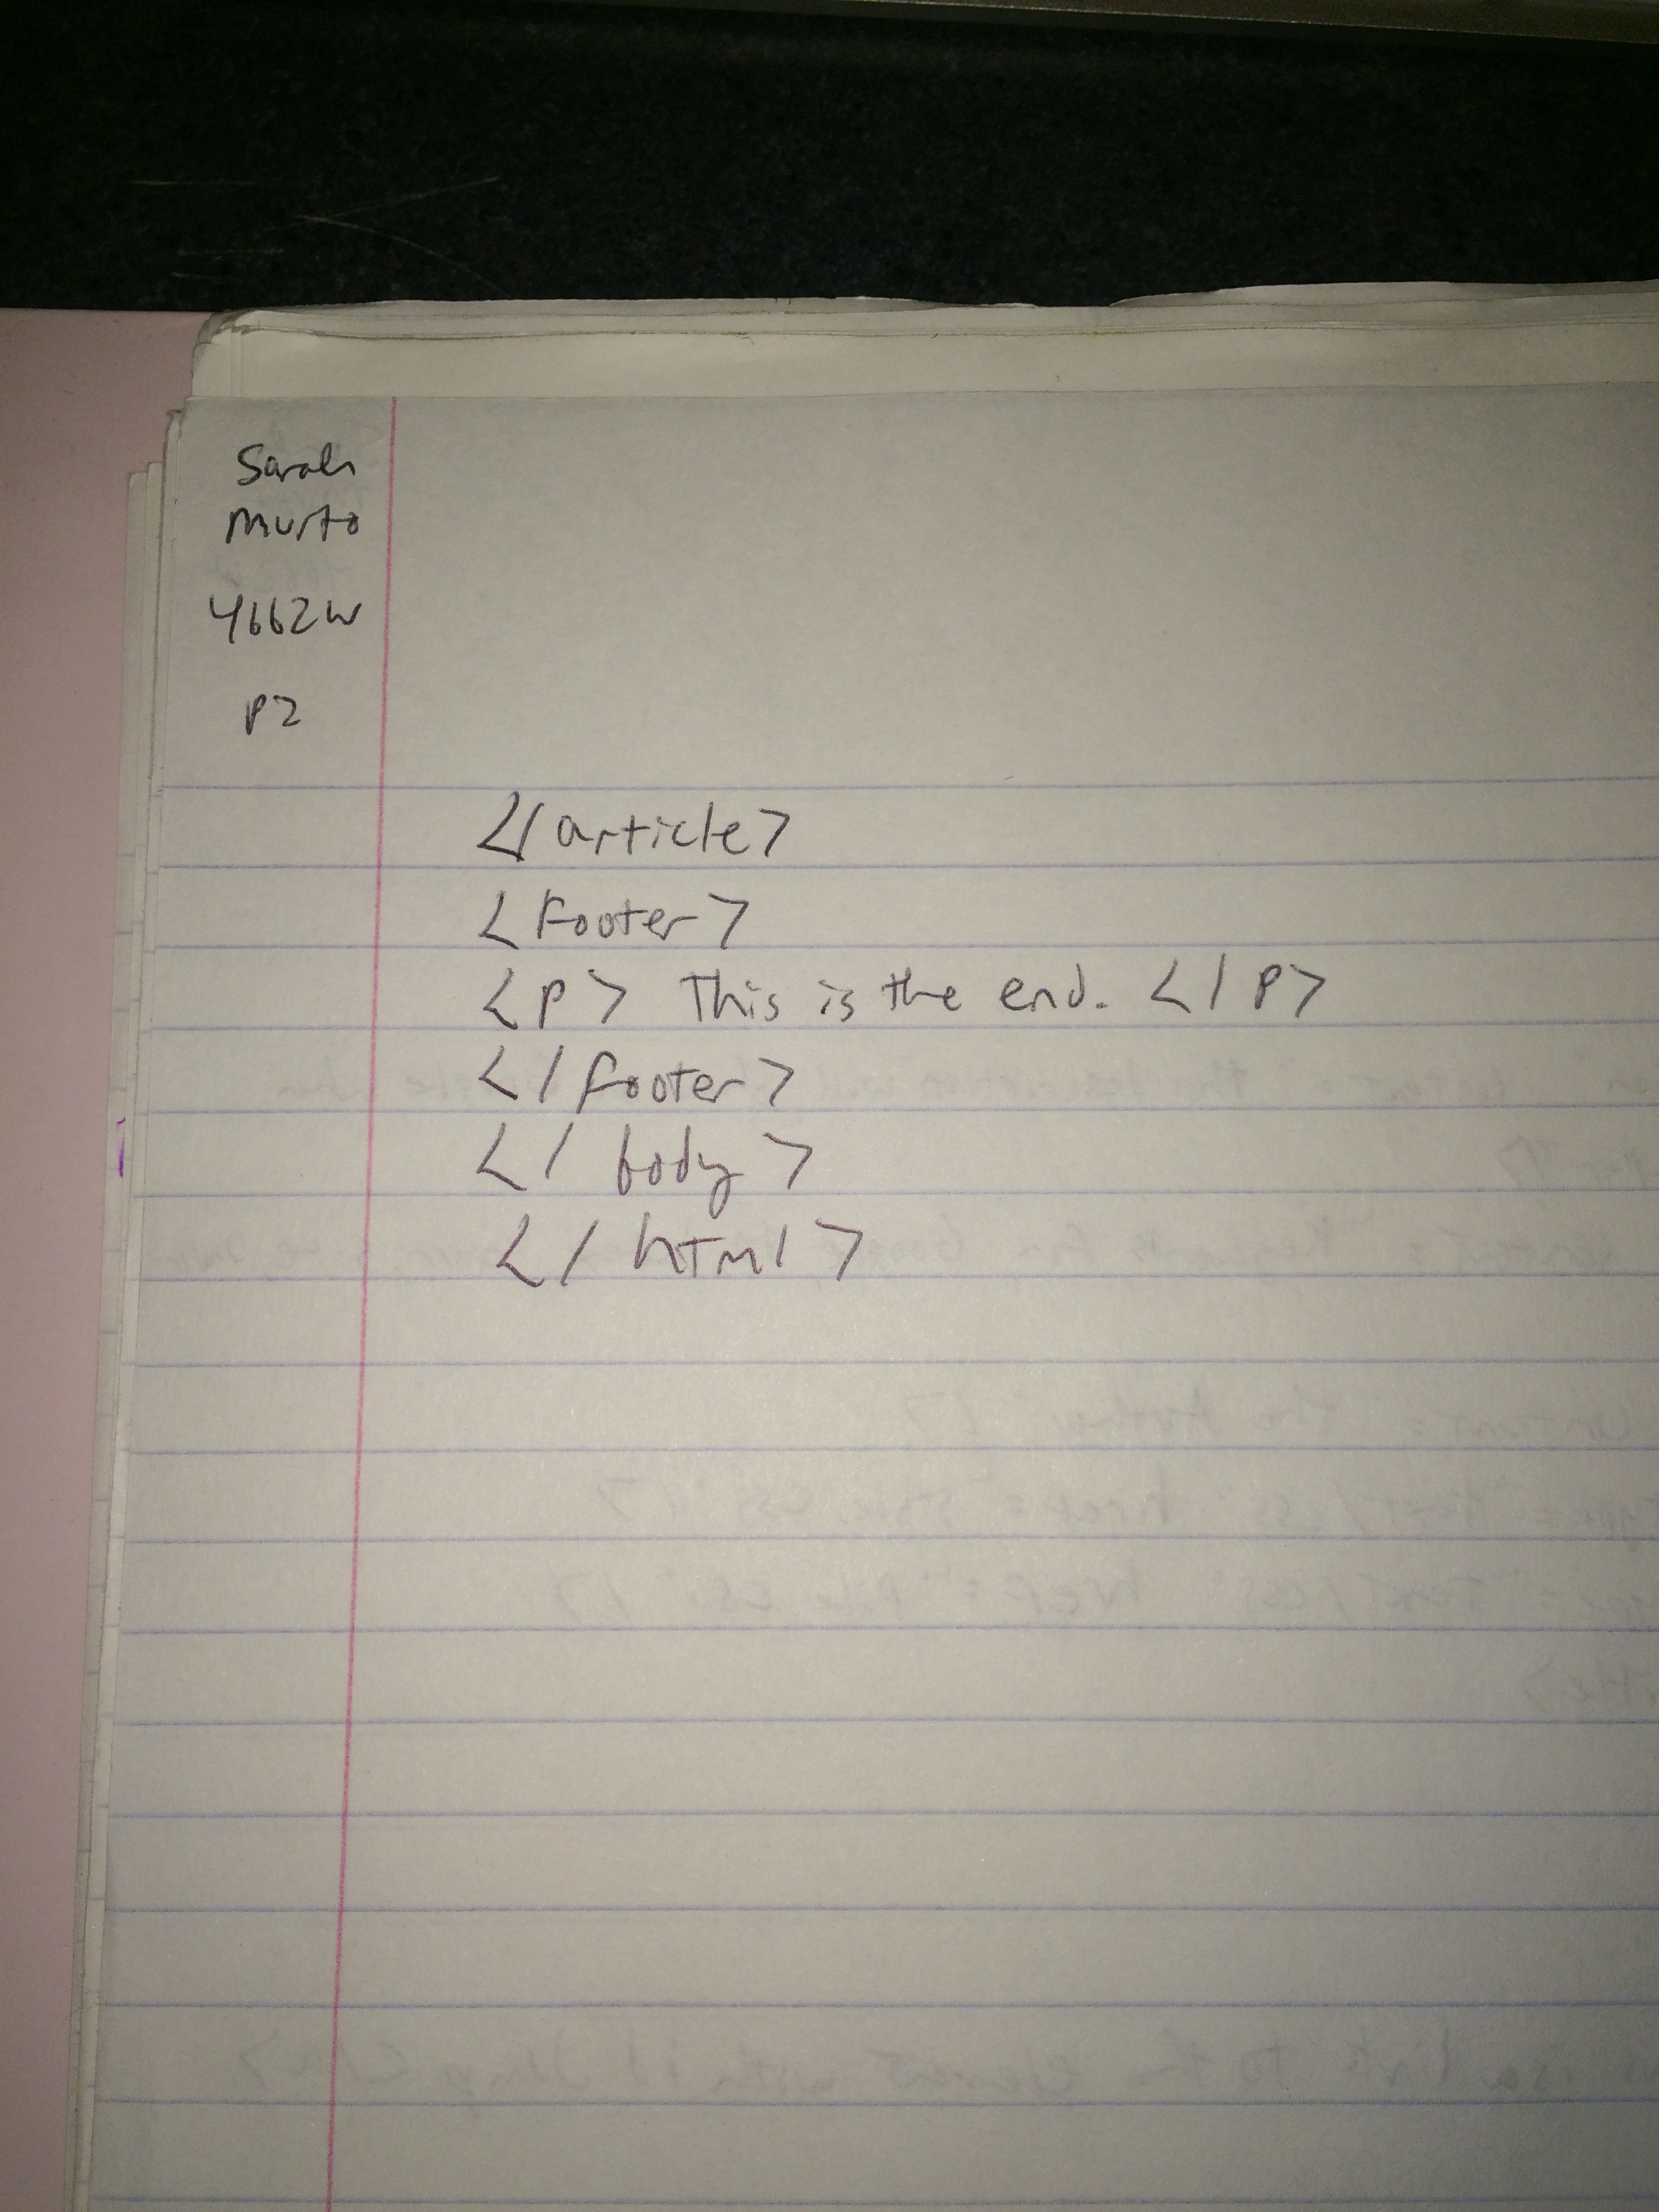 Sarah
Murto
4662W
P2
</article>
<Footer>
<p> This is the end. </p>
</footer>
</ body>
</ html>